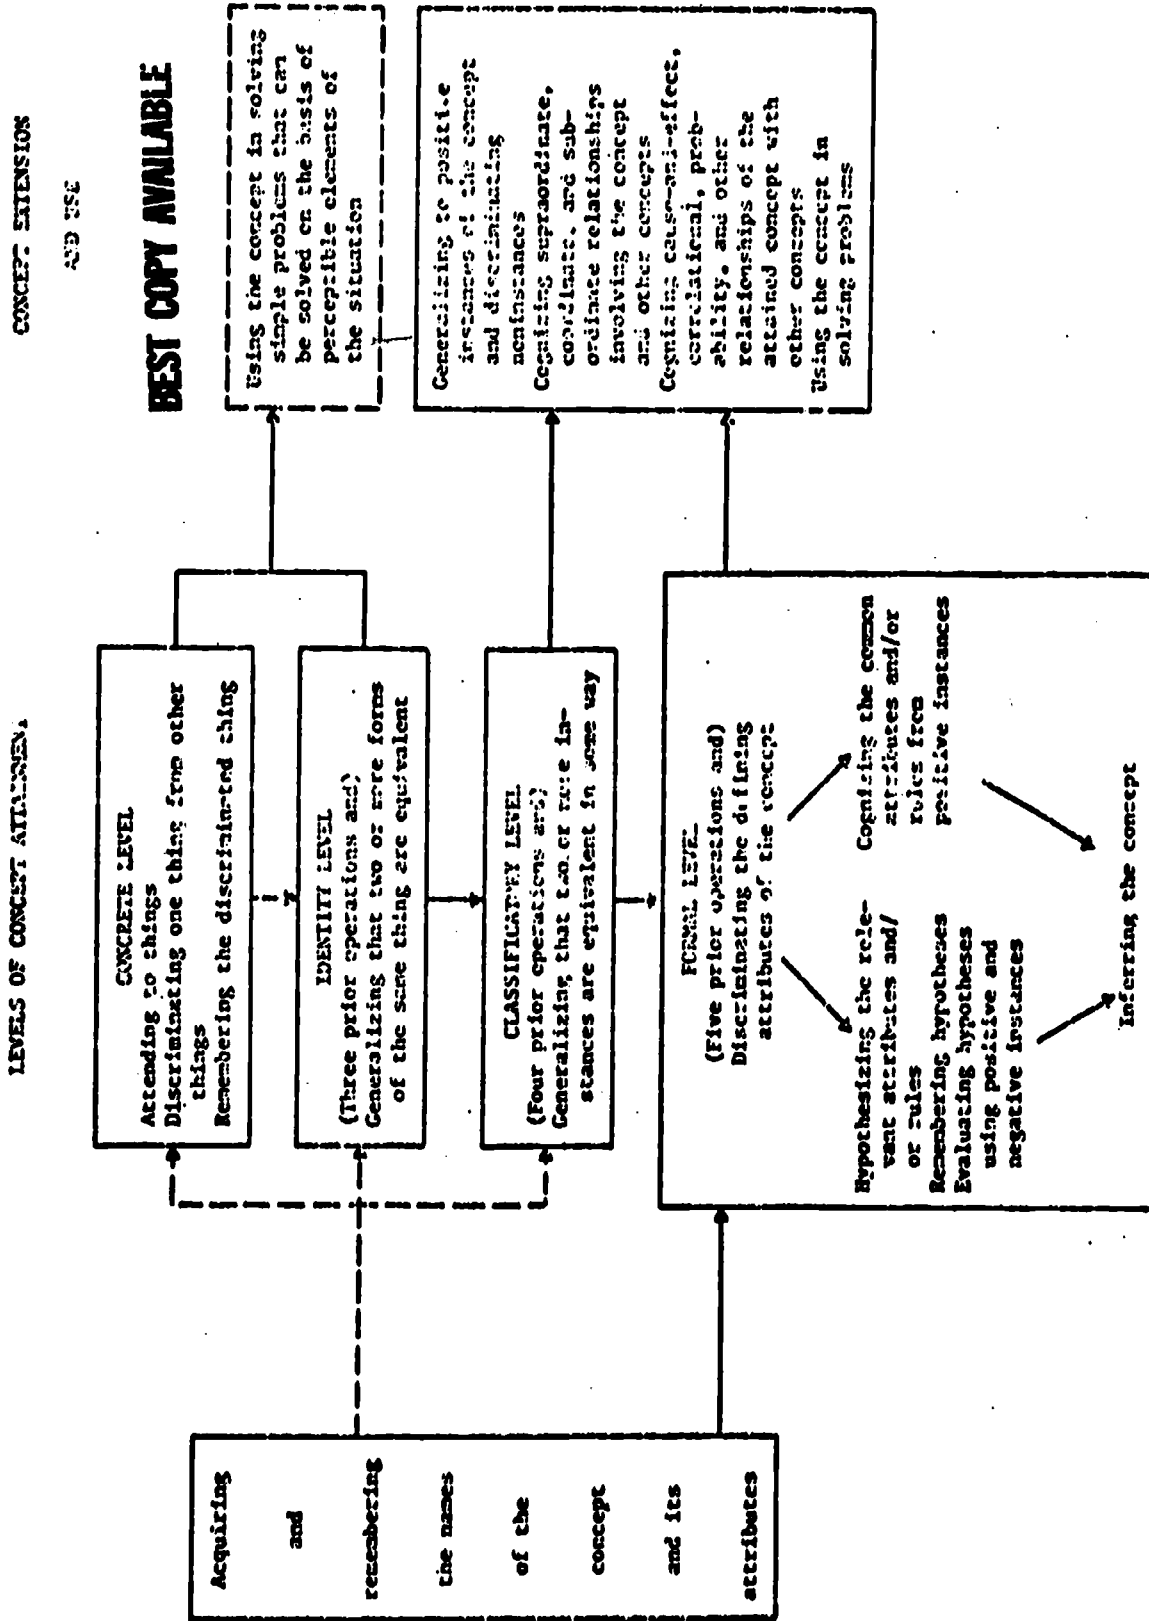 LEVELS OF CONCEPT ATTAINMENT
CONCEPT EXTENSION
AND USE
BEST COPY AVAILABLE
Acquiring
and
remembering
the names
of the
concept
and its
attributes
CONCRETE LEVEL
Attending to things
Discriminating one thing from other
things
Remembering the discriminated thing
IDENTITY LEVEL
(Three prior operations and)
Generalizing that two or more forms
of the same thing are equivalent
CLASSIFICATORY LEVEL
(Four prior operations and)
Generalizing that two or more in-
stances are equivalent in some way
FORMAL LEVEL
(Five prior operations and)
Discriminating the defining
attributes of the concept
Hypothesizing the rele-
vant attributes and/
or rules
Remembering hypotheses
Evaluating hypotheses
using positive and
negative instances
Cognizing the common
attributes and/or
rules from
positive instances
Inferring the concept
Using the concept in solving
simple problems that can
be solved on the basis of
perceptible elements of
the situation
Generalizing to positive
instances of the concept
and discriminating
noninstances
Cognizing supraordinate,
coordinate, and sub-
ordinate relationships
involving the concept
and other concepts
Cognizing cause-and-effect,
correlational, prob-
ability, and other
relationships of the
attained concept with
other concepts
Using the concept in
solving problems